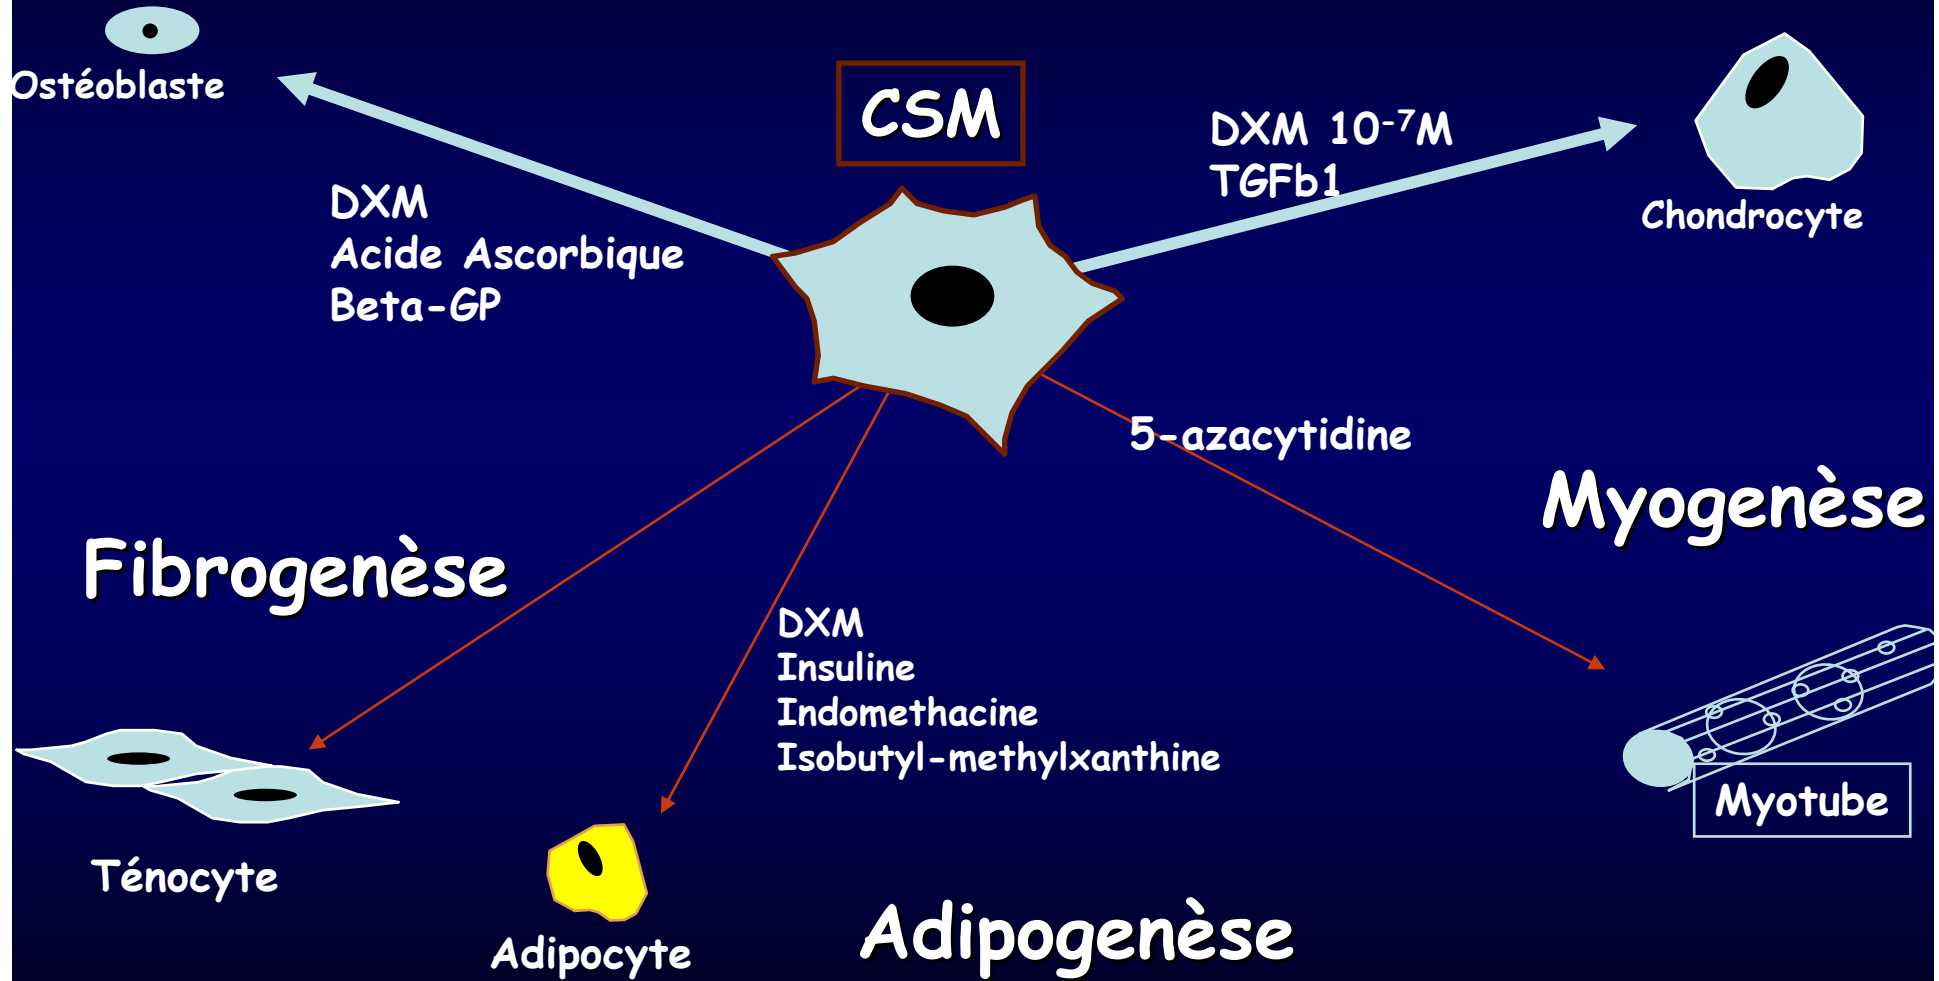 Ostéoblaste
CSM
DXM 10⁻⁷M
TGFb1
Chondrocyte
DXM
Acide Ascorbique
Beta-GP
5-azacytidine
Myogenèse
Fibrogenèse
DXM
Insuline
Indomethacine
Isobutyl-methylxanthine
Myotube
Ténocyte
Adipocyte
Adipogenèse